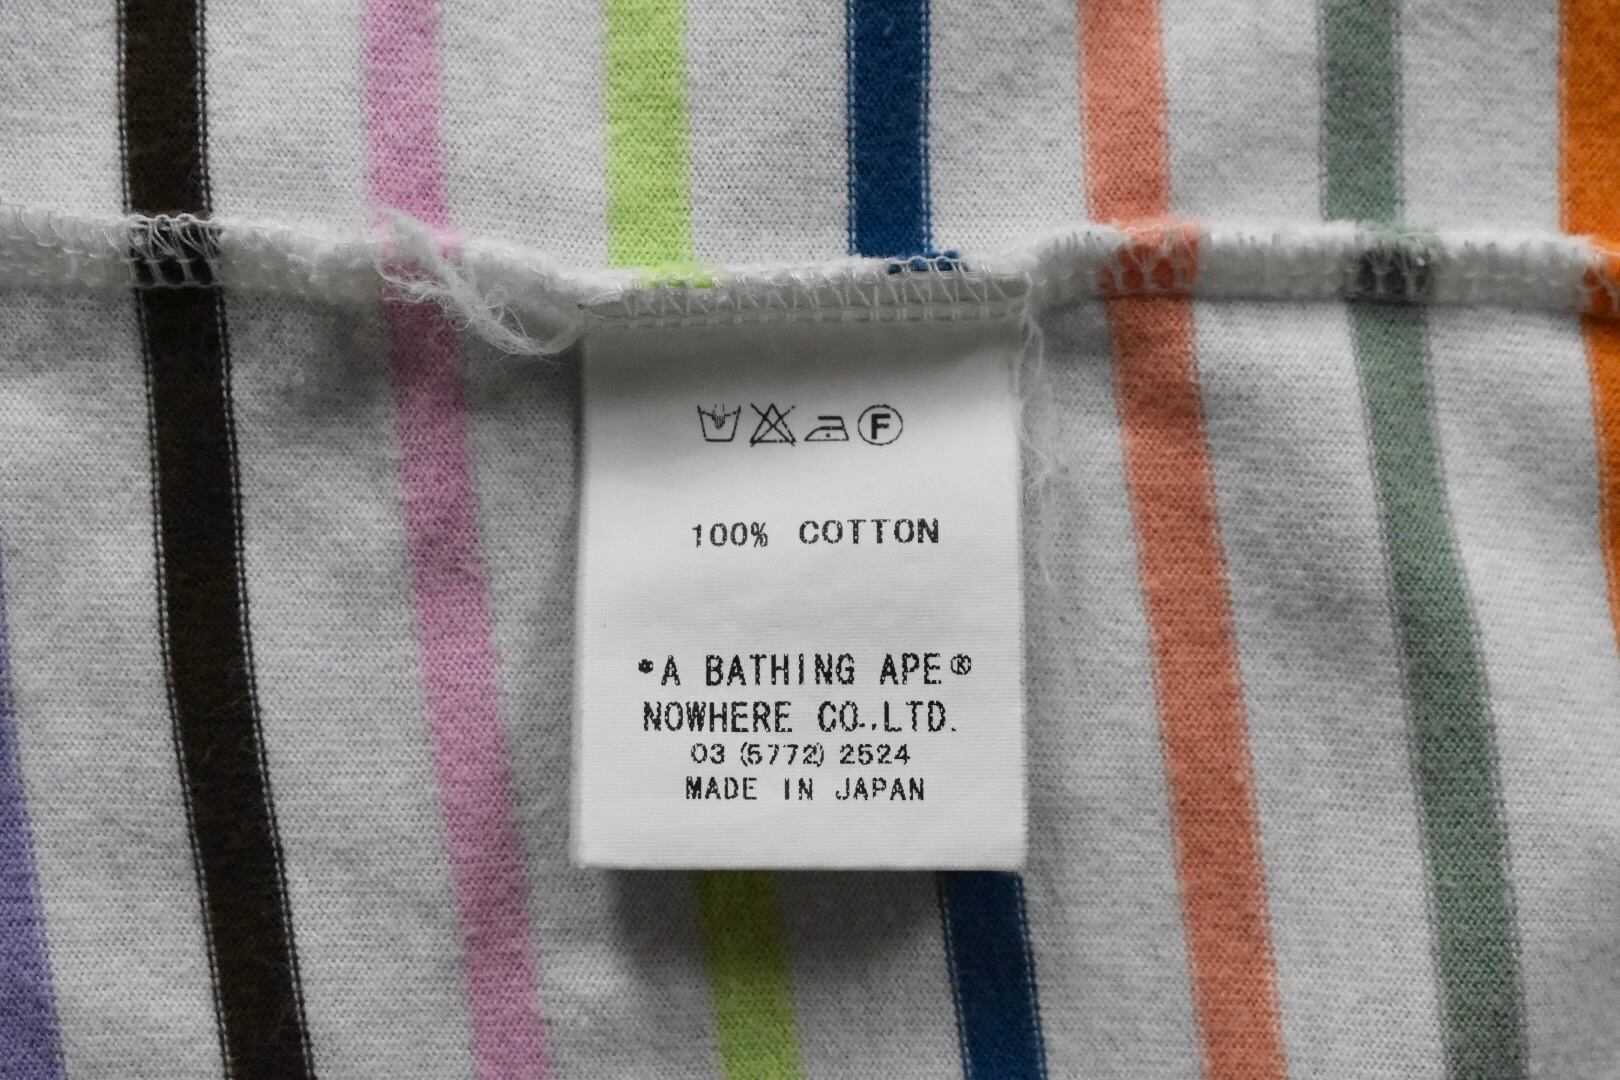 F
100% COTTON
*A BATHING APE®
NOWHERE CO.,LTD.
03 (5772) 2524
MADE IN JAPAN